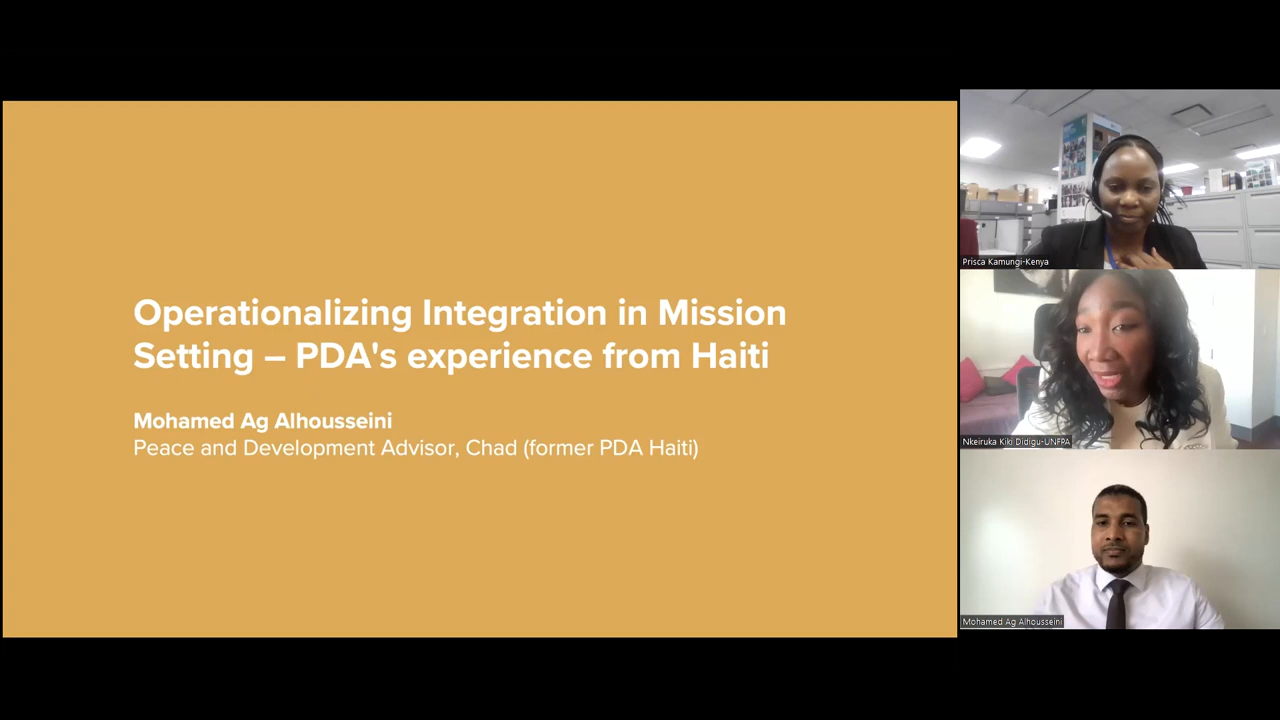 Operationalizing Integration in Mission
Setting – PDA's experience from Haiti
Mohamed Ag Alhousseini
Peace and Development Advisor, Chad (former PDA Haiti)
Prisca Kamungi-Kenya
Nkeiruka Kiki Didigu-UNFPA
Mohamed Ag Alhousseini